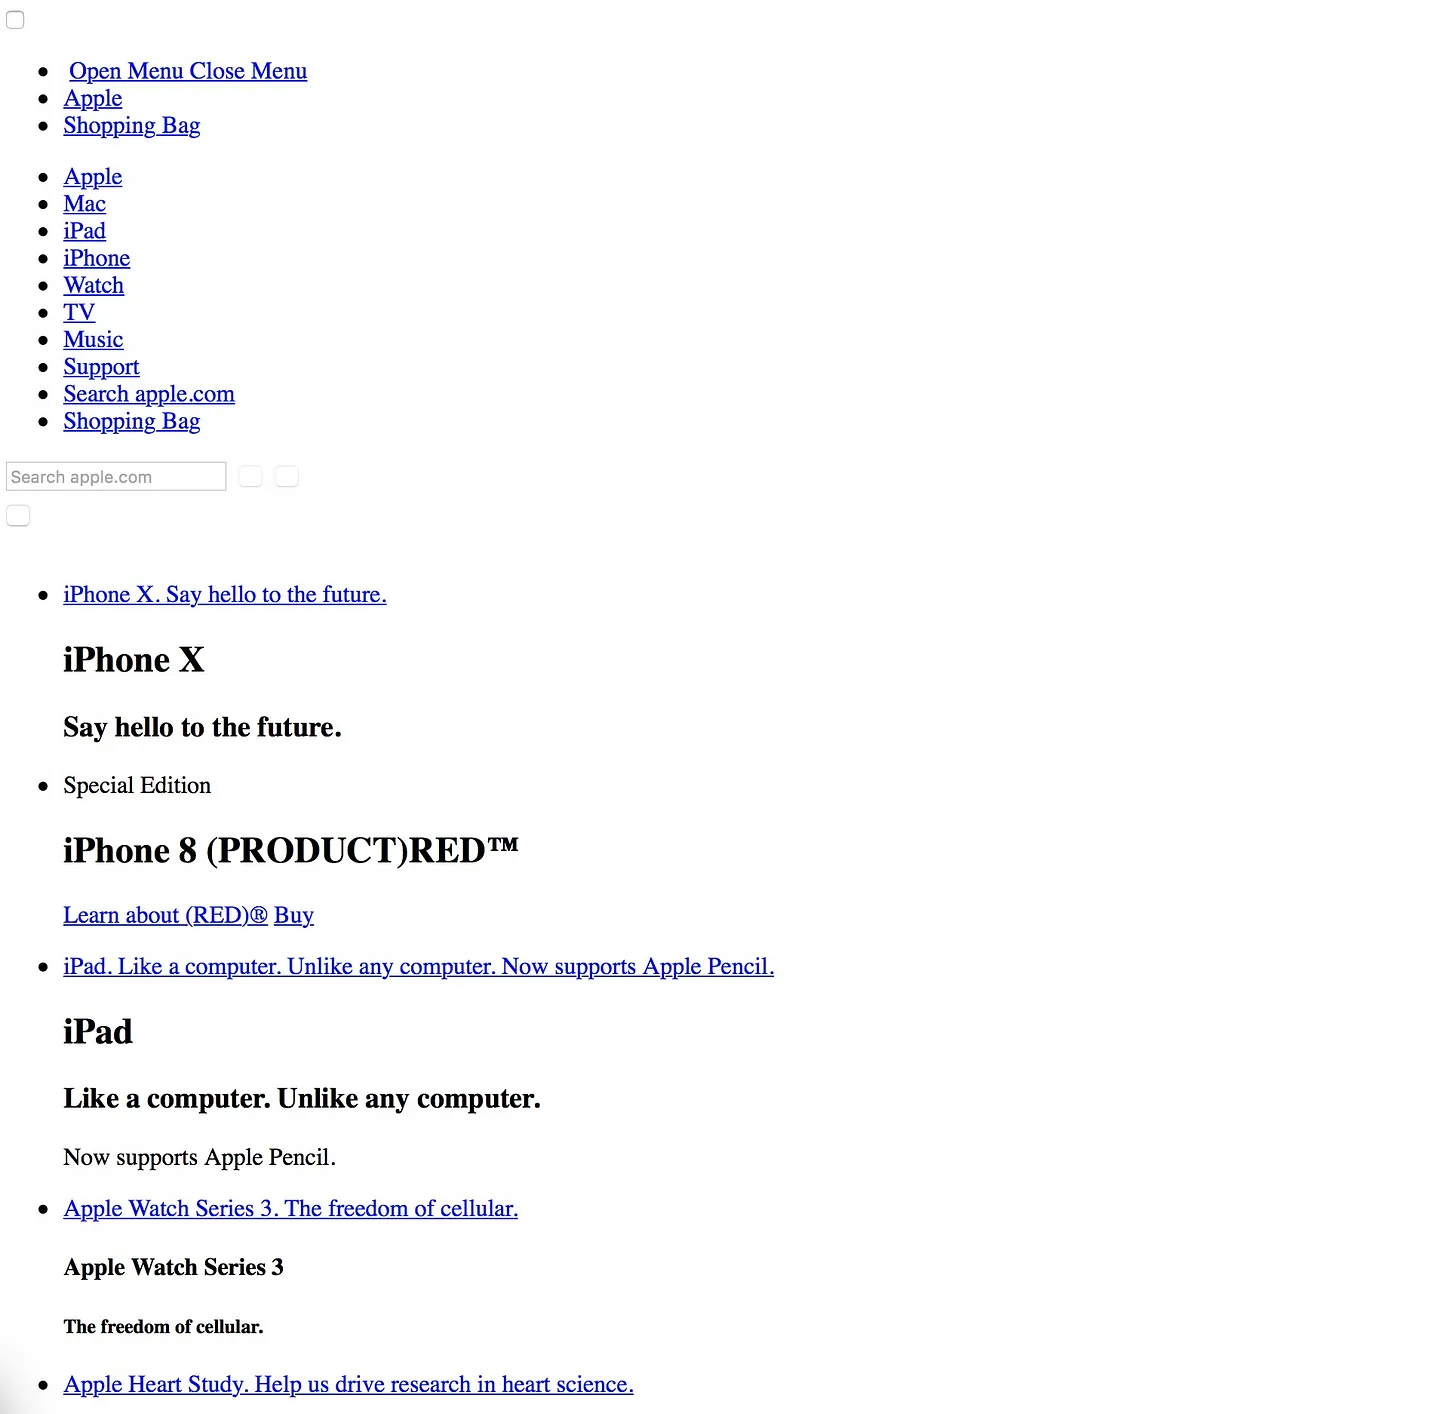 Open Menu Close Menu
Apple
Shopping Bag
Apple
Mac
iPad
iPhone
Watch
TV
Music
Support
Search apple.com
Shopping Bag
Search apple.com
iPhone X. Say hello to the future.
iPhone X
Say hello to the future.
Special Edition
iPhone 8 (PRODUCT)RED™
Learn about (RED)® Buy
iPad. Like a computer. Unlike any computer. Now supports Apple Pencil.
iPad
Like a computer. Unlike any computer.
Now supports Apple Pencil.
Apple Watch Series 3. The freedom of cellular.
Apple Watch Series 3
The freedom of cellular.
Apple Heart Study. Help us drive research in heart science.